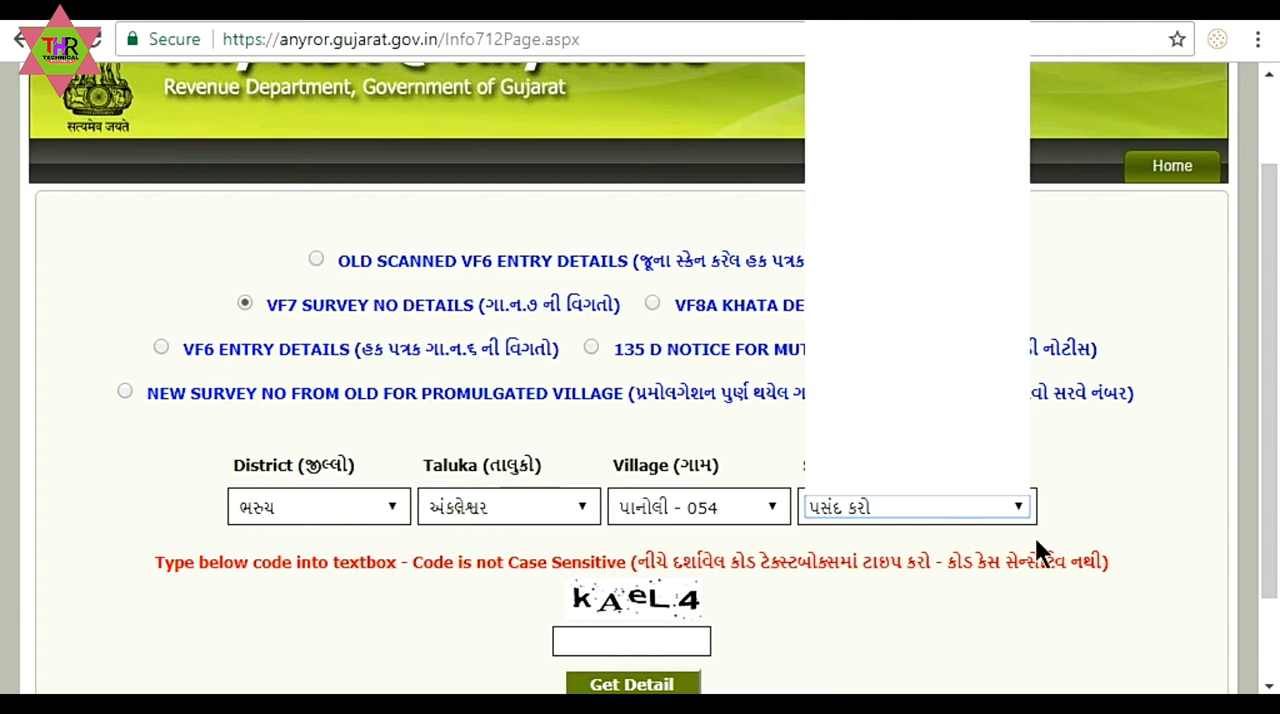 THR
TECHNICAL
Secure https://anyror.gujarat.gov.in/Info712Page.aspx
Revenue Department, Government of Gujarat
सत्यमेव जयते
Home
OLD SCANNED VF6 ENTRY DETAILS (જૂના સ્કેન કરેલ હક પત્રક
VF7 SURVEY NO DETAILS (ગા.ન.૭ ની વિગતો) VF8A KHATA DE
VF6 ENTRY DETAILS (હક પત્રક ગા.ન.૬ ની વિગતો) 135 D NOTICE FOR MUT નોટીસ)
NEW SURVEY NO FROM OLD FOR PROMULGATED VILLAGE (પ્રમોલગેશન પુર્ણ થયેલ ગ વો સરવે નંબર)
District (જીલ્લો) Taluka (તાલુકો) Village (ગામ)
ભરુચ અંકલેશ્વર પાનોલી - 054 પસંદ કરો
Type below code into textbox - Code is not Case Sensitive (નીચે દર્શાવેલ કોડ ટેક્સ્ટબોક્સમાં ટાઇપ કરો - કોડ કેસ સેન્સેટિવ નથી)
kAeL4
Get Detail